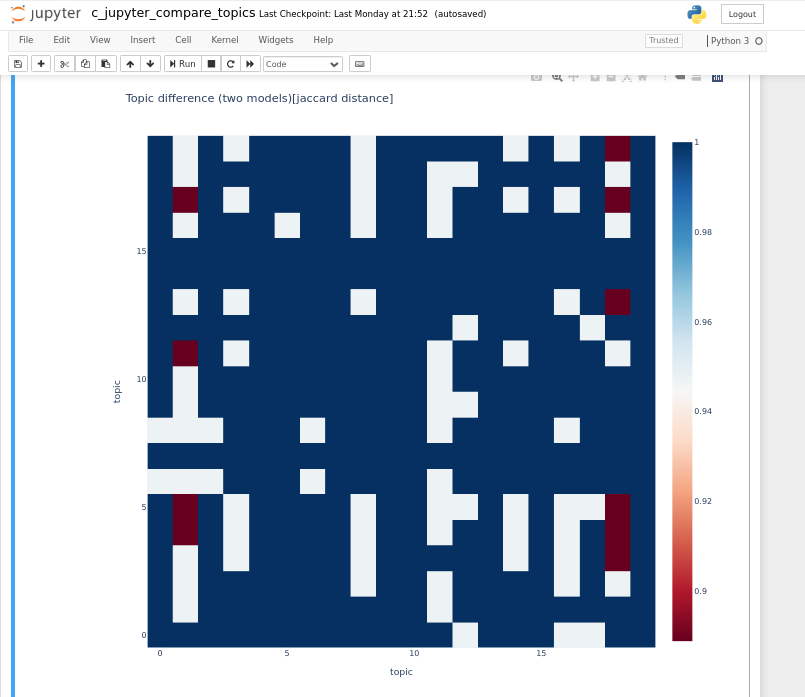 jupyter c_jupyter_compare_topics Last Checkpoint: Last Monday at 21:52 (autosaved)
Logout
File Edit View Insert Cell Kernel Widgets Help
Trusted
Python 3
Run
Code
Topic difference (two models)[jaccard distance]
1
0.98
0.96
0.94
0.92
0.9
15
10
5
0
topic
0 5 10 15
topic